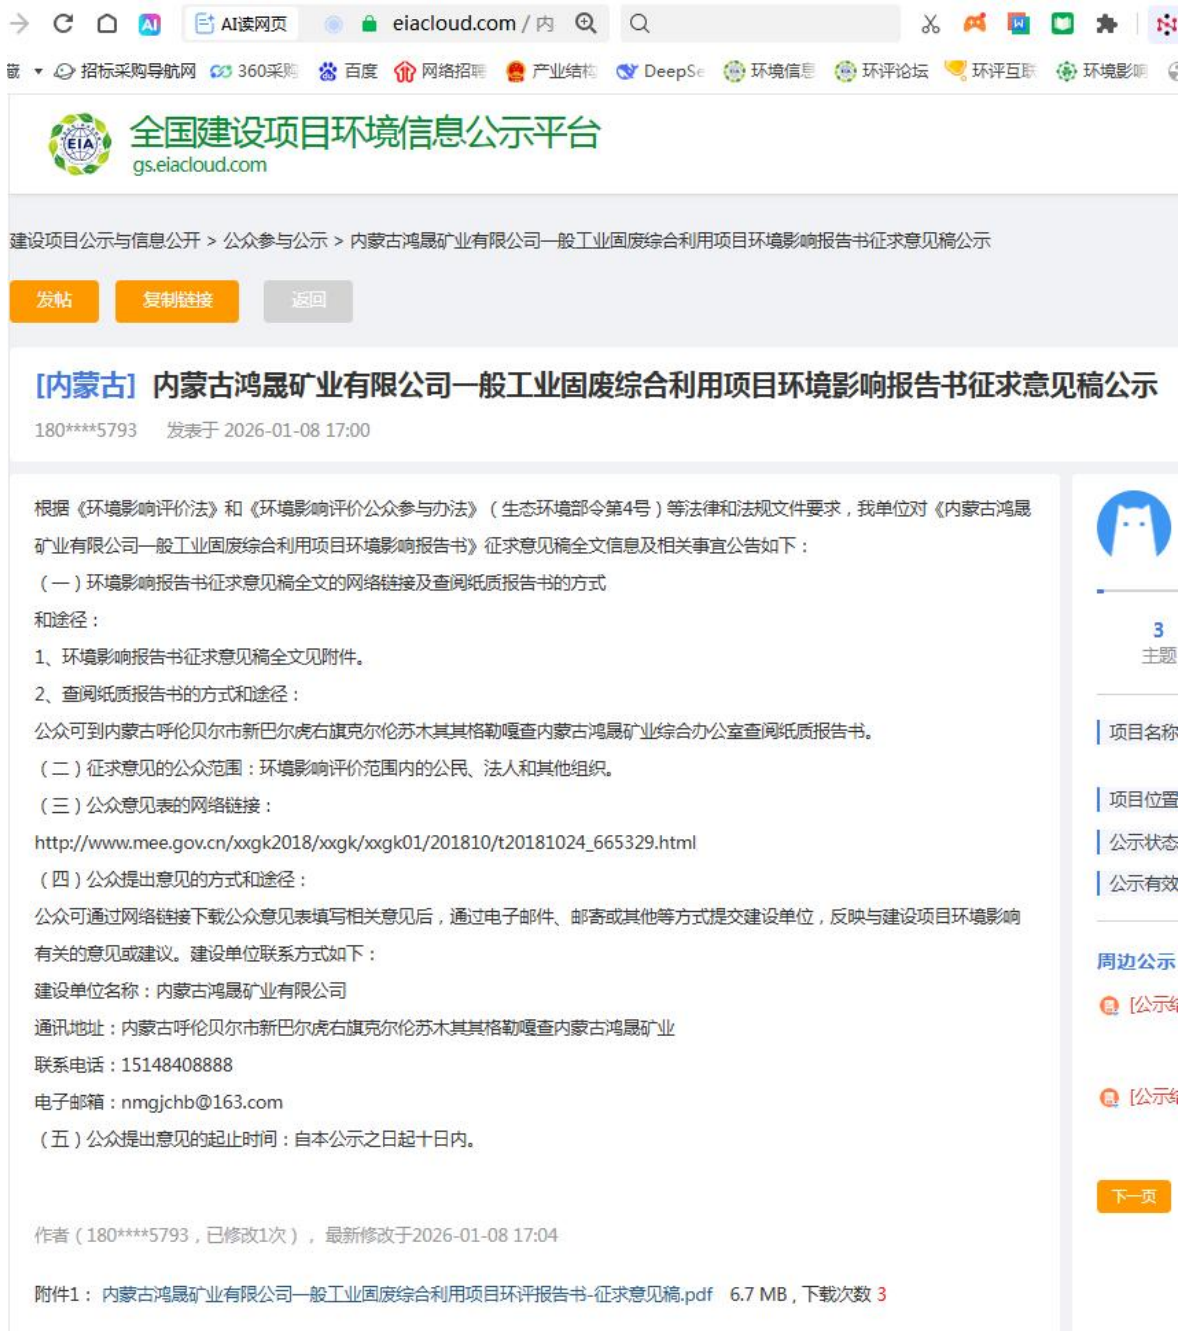 AI读网页 eiacloud.com / 内
招标采购导航网 360采购 百度 网络招聘 产业结构 DeepSe 环境信息 环评论坛 环评互联 环境影响
EIA 全国建设项目环境信息公示平台
gs.eiacloud.com
建设项目公示与信息公开 > 公众参与公示 > 内蒙古鸿晟矿业有限公司一般工业固废综合利用项目环境影响报告书征求意见稿公示
发帖 复制链接 返回
[内蒙古] 内蒙古鸿晟矿业有限公司一般工业固废综合利用项目环境影响报告书征求意见稿公示
180****5793 发表于 2026-01-08 17:00
根据《环境影响评价法》和《环境影响评价公众参与办法》（生态环境部令第4号）等法律和法规文件要求，我单位对《内蒙古鸿晟
矿业有限公司一般工业固废综合利用项目环境影响报告书》征求意见稿全文信息及相关事宜公告如下：
（一）环境影响报告书征求意见稿全文的网络链接及查阅纸质报告书的方式
和途径：
1、环境影响报告书征求意见稿全文见附件。
2、查阅纸质报告书的方式和途径：
公众可到内蒙古呼伦贝尔市新巴尔虎右旗克尔伦苏木其其格勒嘎查内蒙古鸿晟矿业综合办公室查阅纸质报告书。
（二）征求意见的公众范围：环境影响评价范围内的公民、法人和其他组织。
（三）公众意见表的网络链接：
http://www.mee.gov.cn/xxgk2018/xxgk/xxgk01/201810/t20181024_665329.html
（四）公众提出意见的方式和途径：
公众可通过网络链接下载公众意见表填写相关意见后，通过电子邮件、邮寄或其他等方式提交建设单位，反映与建设项目环境影响
有关的意见或建议。建设单位联系方式如下：
建设单位名称：内蒙古鸿晟矿业有限公司
通讯地址：内蒙古呼伦贝尔市新巴尔虎右旗克尔伦苏木其其格勒嘎查内蒙古鸿晟矿业
联系电话：15148408888
电子邮箱：nmgjchb@163.com
（五）公众提出意见的起止时间：自本公示之日起十日内。
作者（180****5793，已修改1次），最新修改于2026-01-08 17:04
附件1： 内蒙古鸿晟矿业有限公司一般工业固废综合利用项目环评报告书-征求意见稿.pdf 6.7 MB , 下载次数 3
3
主题
项目名称
项目位置
公示状态
公示有效
周边公示
[公示结
[公示结
下一页